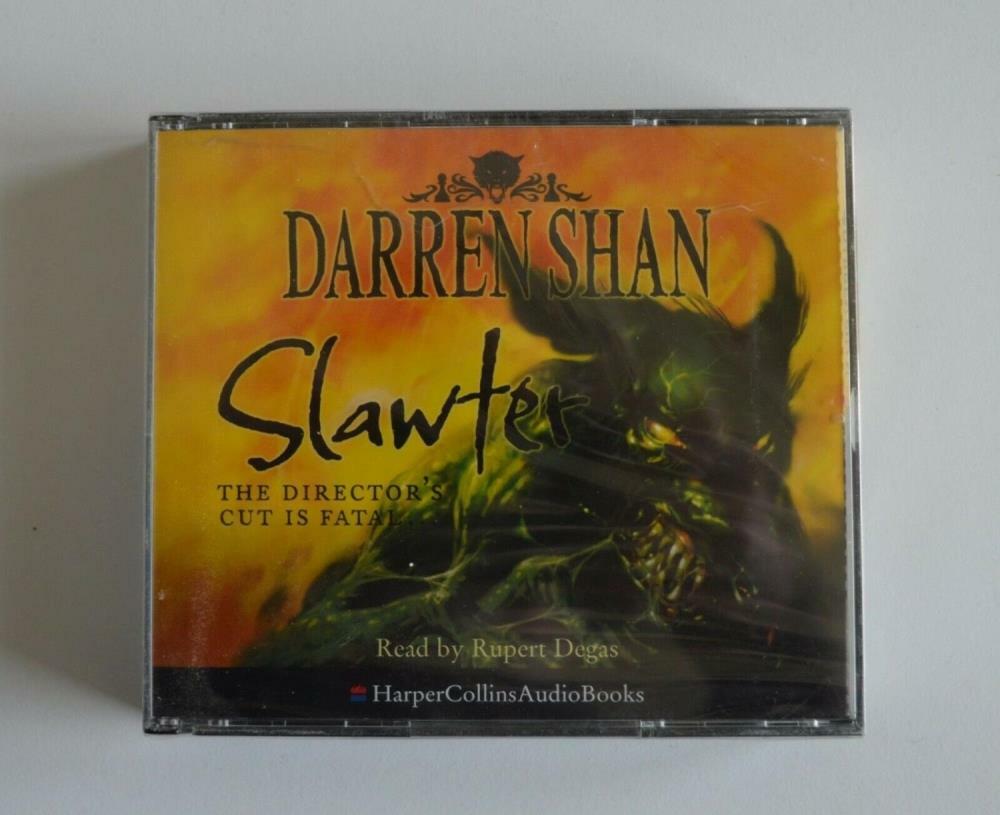 DARREN SHAN
Slawter
THE DIRECTOR'S
CUT IS FATAL...
Read by Rupert Degas
HarperCollinsAudioBooks